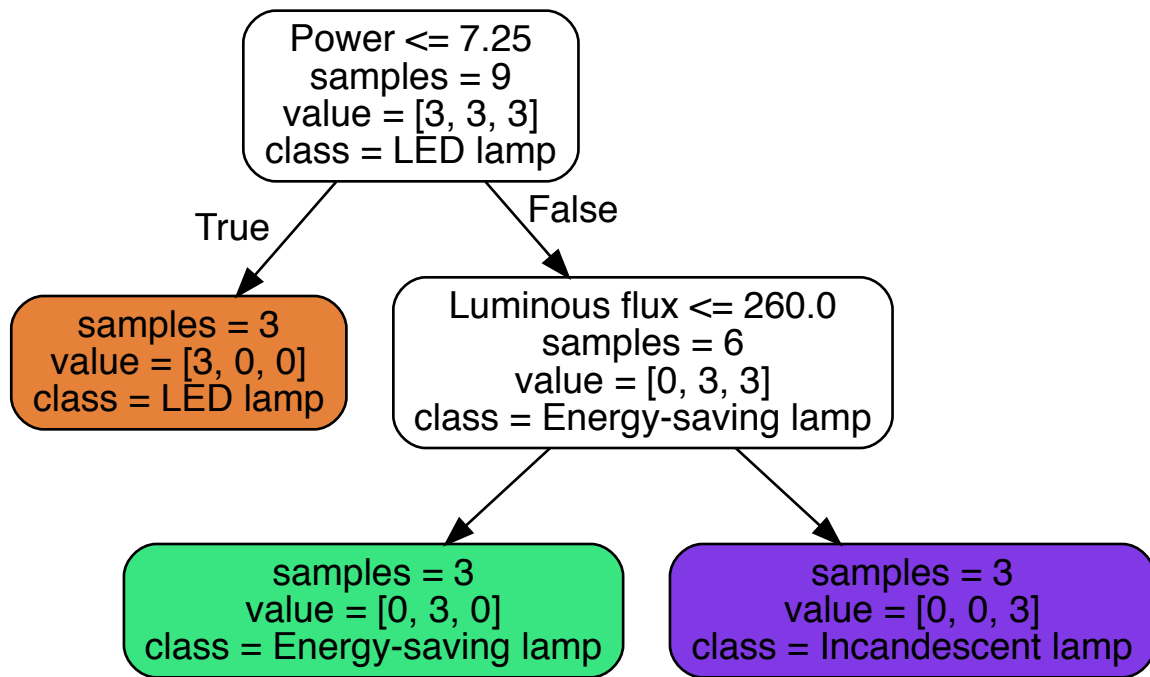 Power <= 7.25
samples = 9
value = [3, 3, 3]
class = LED lamp
True
False
samples = 3
value = [3, 0, 0]
class = LED lamp
Luminous flux <= 260.0
samples = 6
value = [0, 3, 3]
class = Energy-saving lamp
samples = 3
value = [0, 3, 0]
class = Energy-saving lamp
samples = 3
value = [0, 0, 3]
class = Incandescent lamp